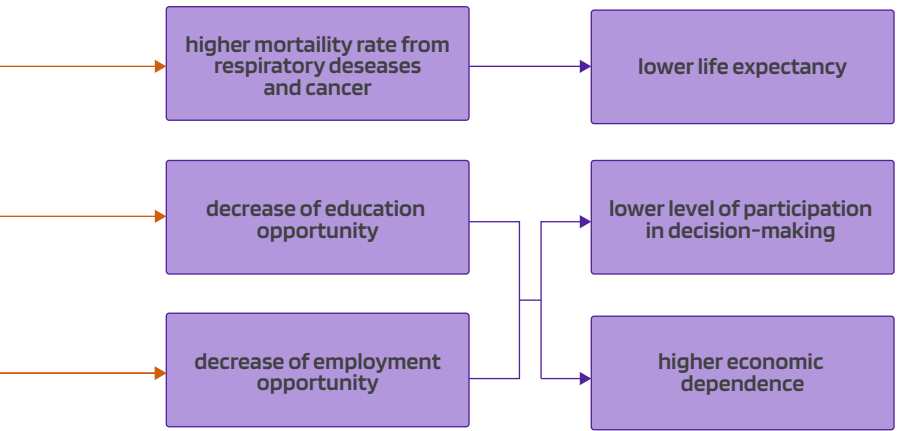 higher mortaility rate from
respiratory deseases
and cancer
lower life expectancy
decrease of education
opportunity
lower level of participation
in decision-making
decrease of employment
opportunity
higher economic
dependence